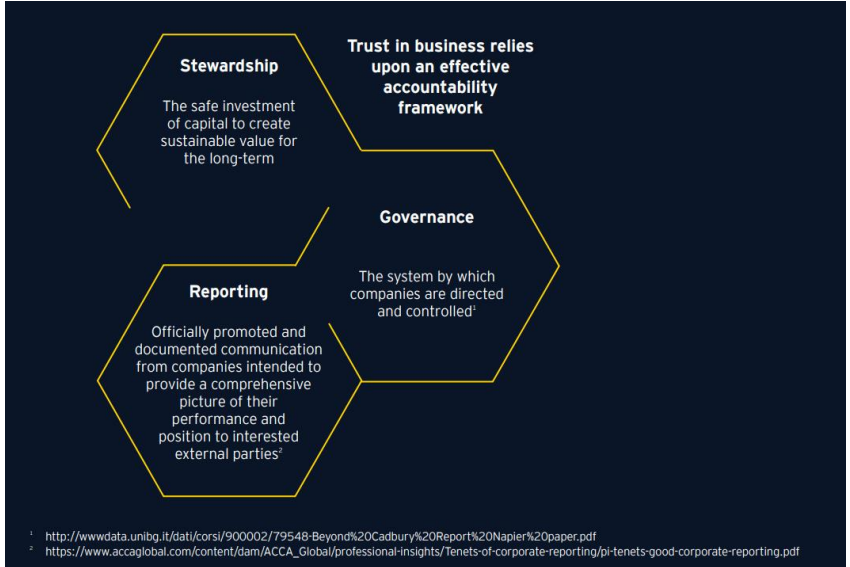 Stewardship
The safe investment
of capital to create
sustainable value for
the long-term
Trust in business relies
upon an effective
accountability
framework
Governance
The system by which
companies are directed
and controlled¹
Reporting
Officially promoted and
documented communication
from companies intended to
provide a comprehensive
picture of their
performance and
position to interested
external parties²
¹ http://wwwdata.unibg.it/dati/corsi/900002/79548-Beyond%20Cadbury%20Report%20Napier%20paper.pdf
² https://www.accaglobal.com/content/dam/ACCA_Global/professional-insights/Tenets-of-corporate-reporting/pi-tenets-good-corporate-reporting.pdf